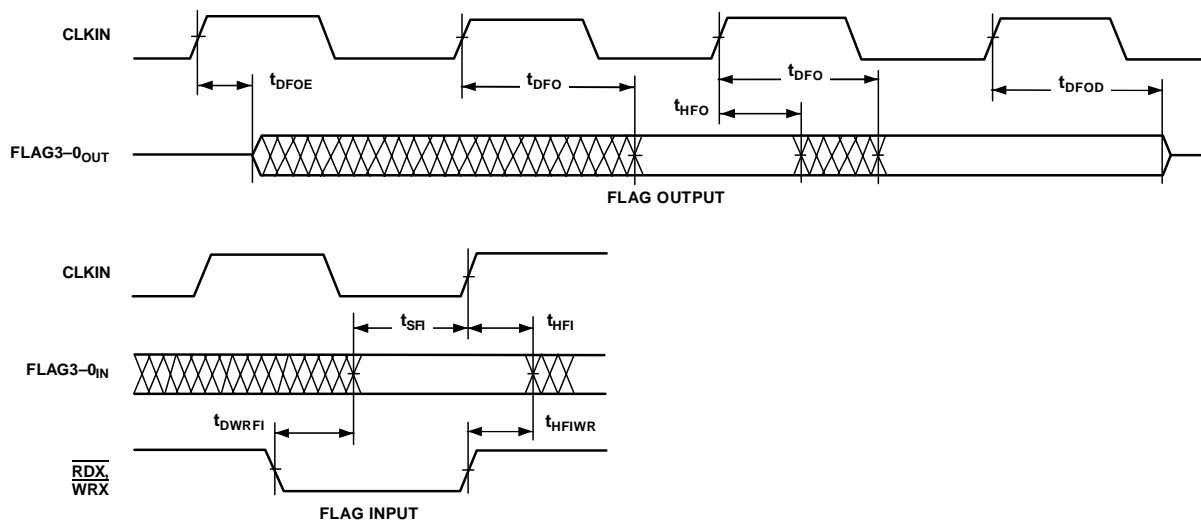 CLKIN
tDFOE
tDFO
tDFO
tHFO
tDFOD
FLAG3–0OUT
FLAG OUTPUT
CLKIN
tSFI
tHFI
FLAG3–0IN
tDWRFI
tHFIWR
RDX,
WRX
FLAG INPUT